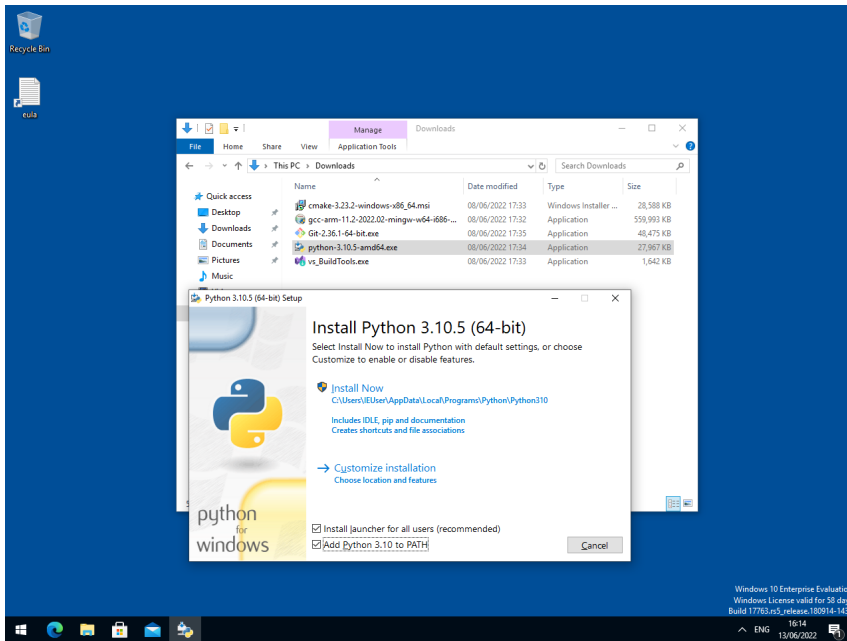 Recycle Bin
eula
Manage
Downloads
File
Home
Share
View
Application Tools
This PC
Downloads
Search Downloads
Name
Date modified
Type
Size
Quick access
Desktop
Downloads
Documents
Pictures
Music
cmake-3.23.2-windows-x86_64.msi 08/06/2022 17:33 Windows Installer ... 28,588 KB
gcc-arm-11.2-2022.02-mingw-w64-i686-... 08/06/2022 17:32 Application 559,993 KB
Git-2.36.1-64-bit.exe 08/06/2022 17:35 Application 48,475 KB
python-3.10.5-amd64.exe 08/06/2022 17:34 Application 27,967 KB
vs_BuildTools.exe 08/06/2022 17:33 Application 1,642 KB
Python 3.10.5 (64-bit) Setup
Install Python 3.10.5 (64-bit)
Select Install Now to install Python with default settings, or choose
Customize to enable or disable features.
Install Now
C:\Users\IEUser\AppData\Local\Programs\Python\Python310
Includes IDLE, pip and documentation
Creates shortcuts and file associations
Customize installation
Choose location and features
python
for
windows
Install launcher for all users (recommended)
Add Python 3.10 to PATH
Cancel
Windows 10 Enterprise Evaluatio
Windows License valid for 58 day
Build 17763.rs5_release.180914-143
ENG
16:14
13/06/2022
1